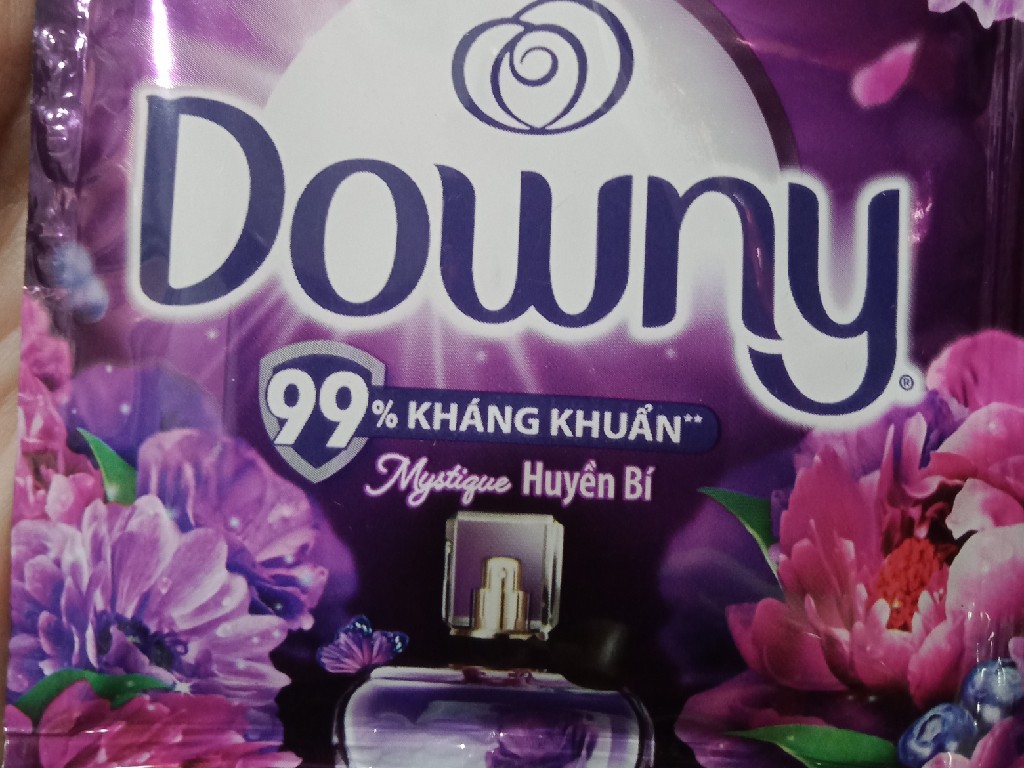 Downy®
99% KHÁNG KHUẨN**
Mystique Huyền Bí